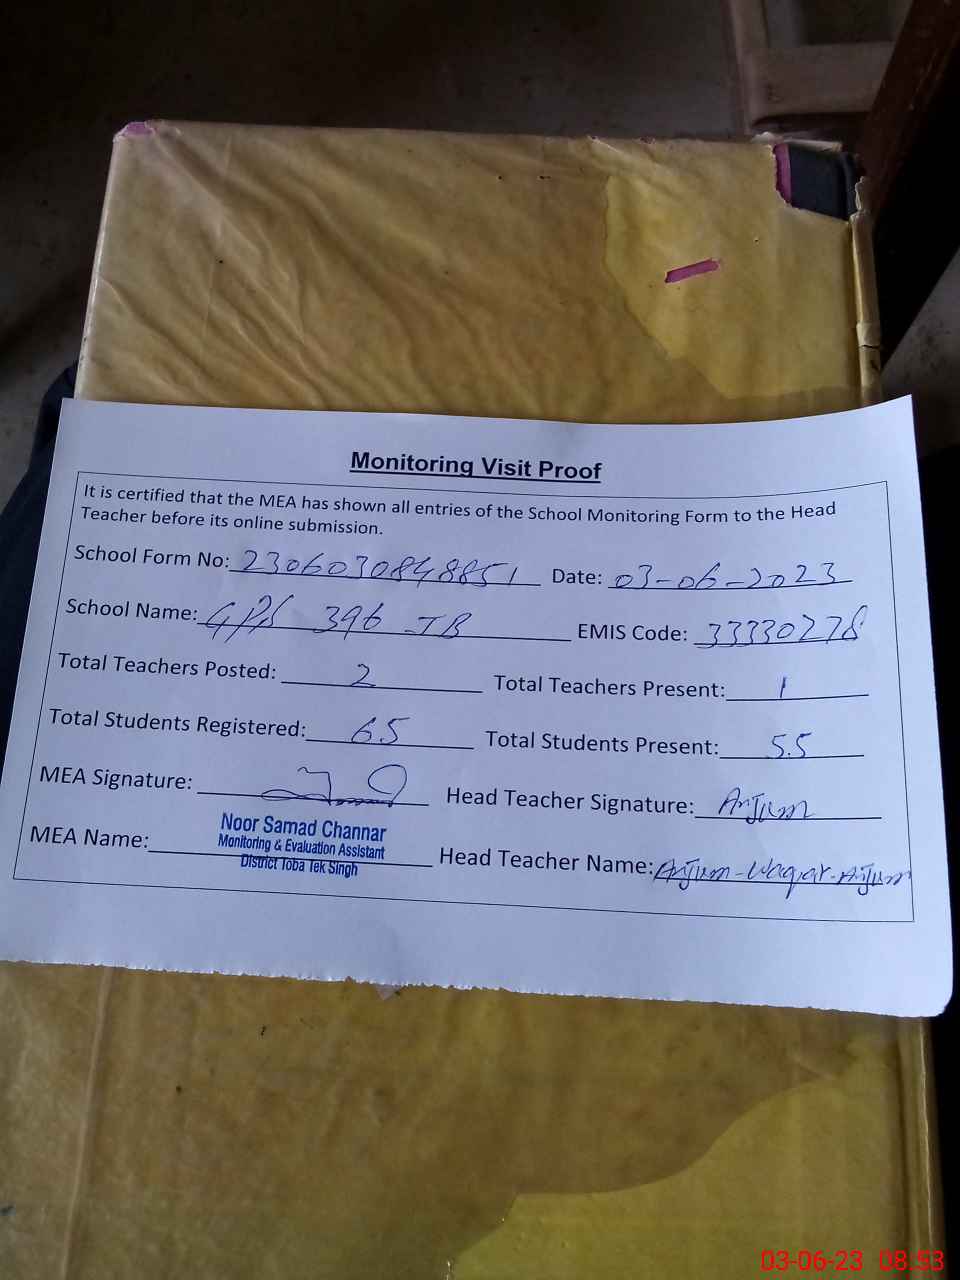 Monitoring Visit Proof
It is certified that the MEA has shown all entries of the School Monitoring Form to the Head
Teacher before its online submission.
School Form No: 2306030848851 Date: 03-06-2023
School Name: GPS 396 JB EMIS Code: 33330278
Total Teachers Posted: 2 Total Teachers Present: 1
Total Students Registered: 65 Total Students Present: 55
MEA Signature: Head Teacher Signature: Anjum
MEA Name: Noor Samad Channar
Monitoring & Evaluation Assistant
District Toba Tek Singh
Head Teacher Name: Anjum-Waqar-Anjum
03-06-23 08:53